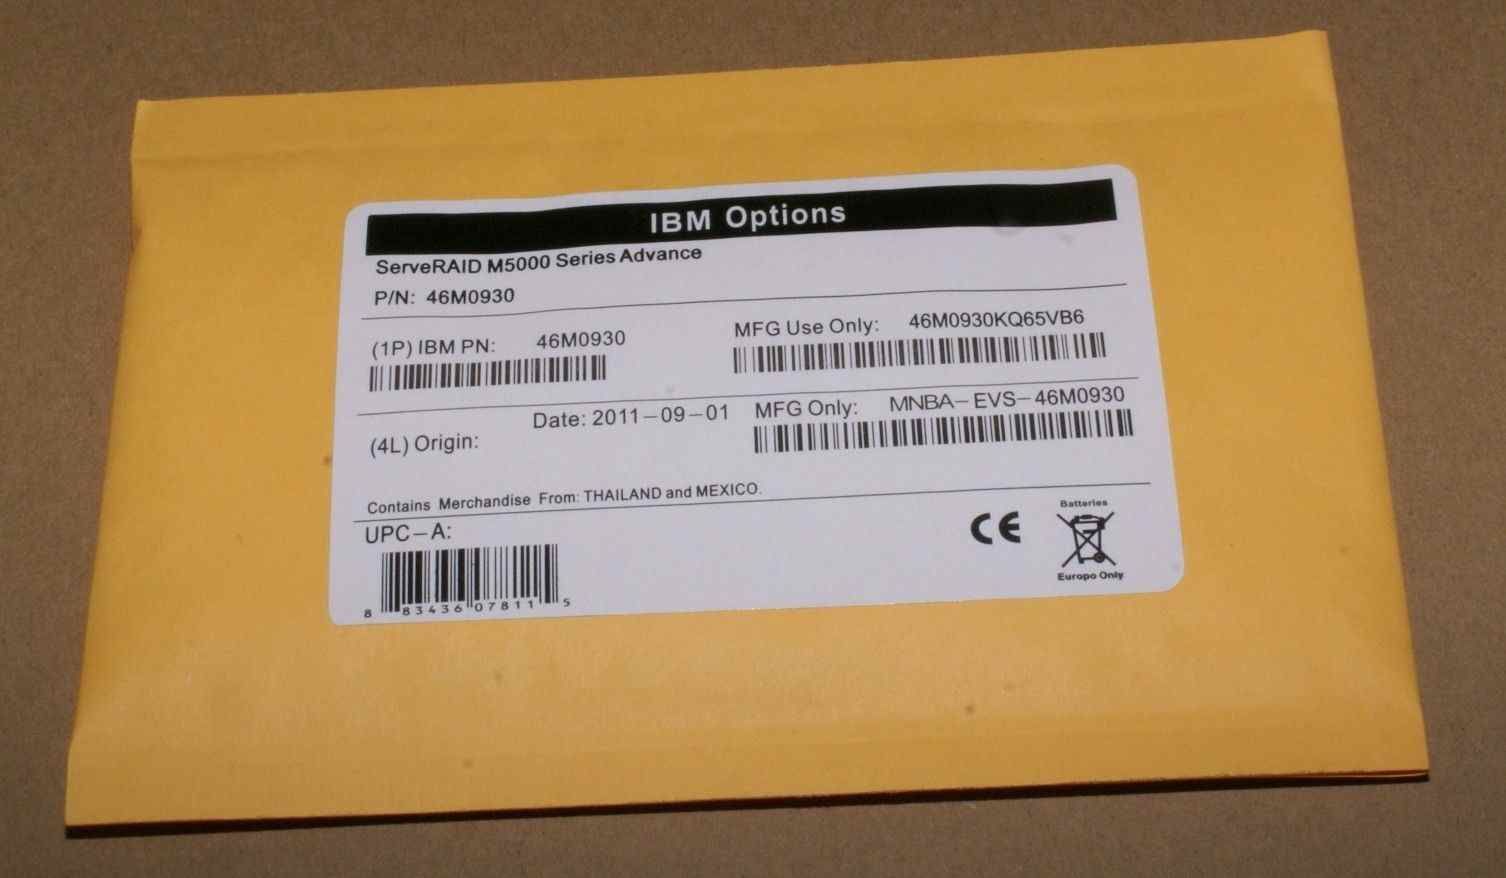 IBM Options
ServeRAID M5000 Series Advance
P/N: 46M0930
(1P) IBM PN: 46M0930
MFG Use Only: 46M0930KQ65VB6
Date: 2011-09-01
MFG Only: MNBA-EVS-46M0930
(4L) Origin:
Contains Merchandise From: THAILAND and MEXICO.
UPC-A:
8 83436 07811 5
CE
Batteries
Europo Only